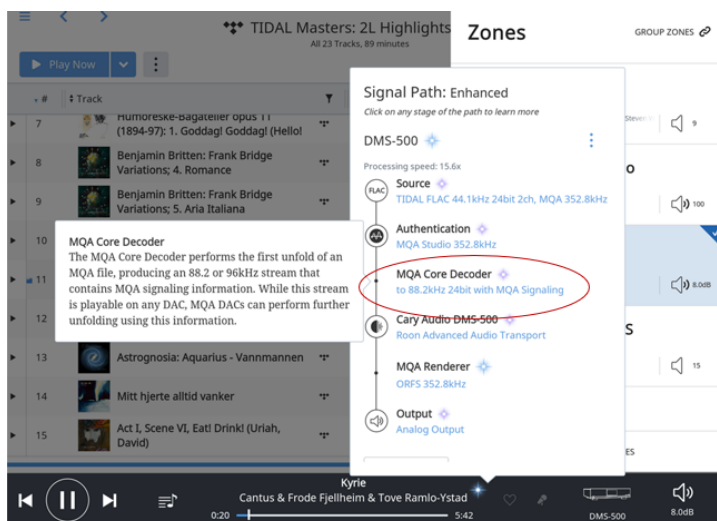 TIDAL Masters: 2L Highlights
All 23 Tracks, 89 minutes
Play Now
# Track
7 Humoreske-Bagateller opus 11
(1894-97): 1. Goddag! Goddag! (Hello!
8 Benjamin Britten: Frank Bridge
Variations; 4. Romance
9 Benjamin Britten: Frank Bridge
Variations; 5. Aria Italiana
10
11
12
13 Astrognosia: Aquarius - Vannmannen
14 Mitt hjerte alltid vanker
15 Act I, Scene VI, Eat! Drink! (Uriah,
David)
MQA Core Decoder
The MQA Core Decoder performs the first unfold of an
MQA file, producing an 88.2 or 96kHz stream that
contains MQA signaling information. While this stream
is playable on any DAC, MQA DACs can perform further
unfolding using this information.
Signal Path: Enhanced
Click on any stage of the path to learn more
DMS-500
Processing speed: 15.6x
FLAC
Source
TIDAL FLAC 44.1kHz 24bit 2ch, MQA 352.8kHz
Authentication
MQA Studio 352.8kHz
MQA Core Decoder
to 88.2kHz 24bit with MQA Signaling
Cary Audio DMS-500
Roon Advanced Audio Transport
MQA Renderer
ORFS 352.8kHz
Output
Analog Output
Zones
GROUP ZONES
9
o
100
8.0dB
S
15
ES
Kyrie
Cantus & Frode Fjellheim & Tove Ramlo-Ystad
0:20
5:42
DMS-500
8.0dB